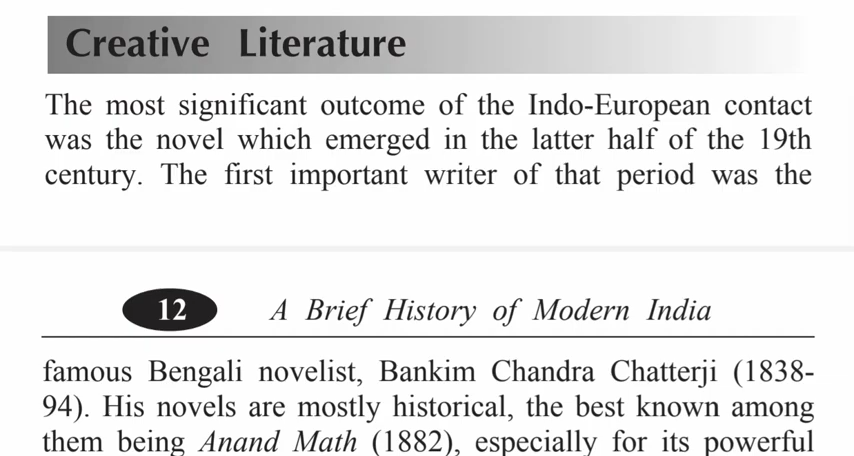 Creative Literature
The most significant outcome of the Indo-European contact
was the novel which emerged in the latter half of the 19th
century. The first important writer of that period was the
12 A Brief History of Modern India
famous Bengali novelist, Bankim Chandra Chatterji (1838-
94). His novels are mostly historical, the best known among
them being Anand Math (1882), especially for its powerful